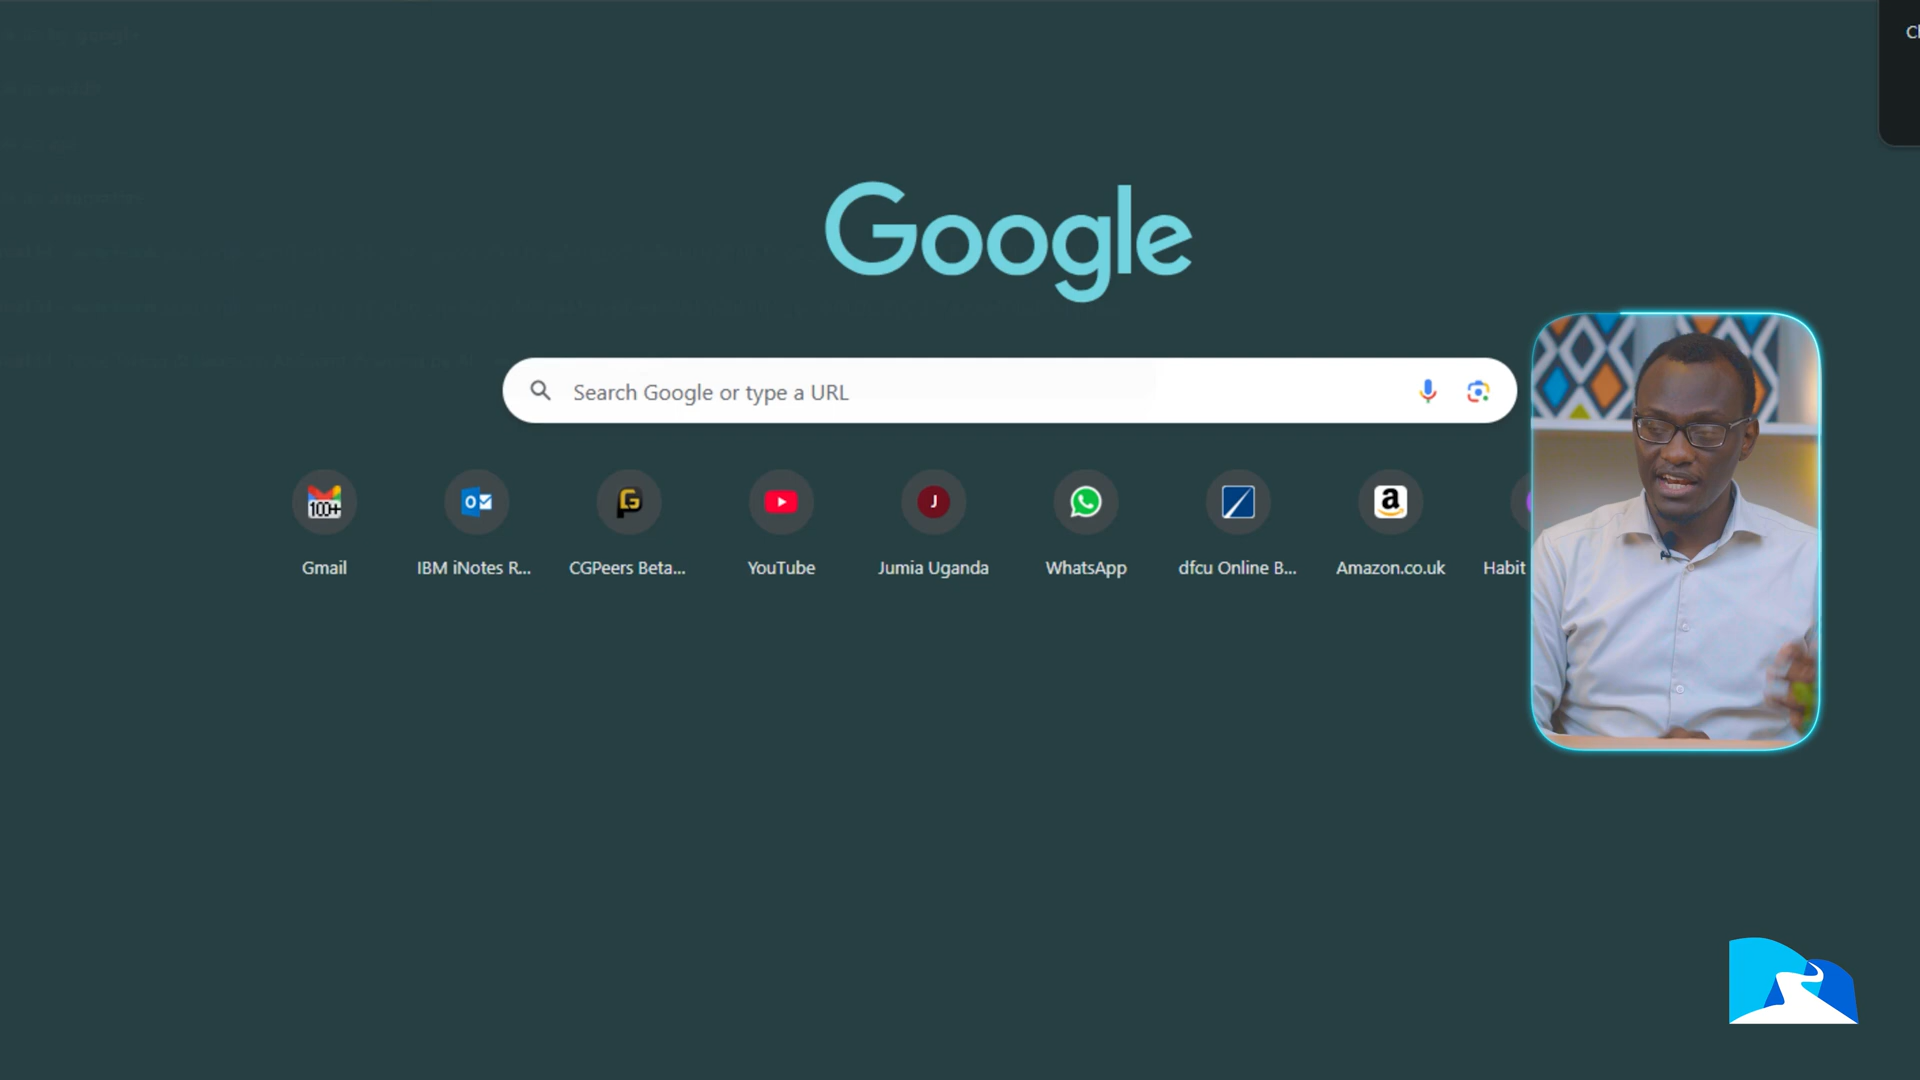 Google
Search Google or type a URL
100+
Gmail
IBM iNotes R...
CGPeers Beta...
YouTube
J
Jumia Uganda
WhatsApp
dfcu Online B...
a
Amazon.co.uk
Habit